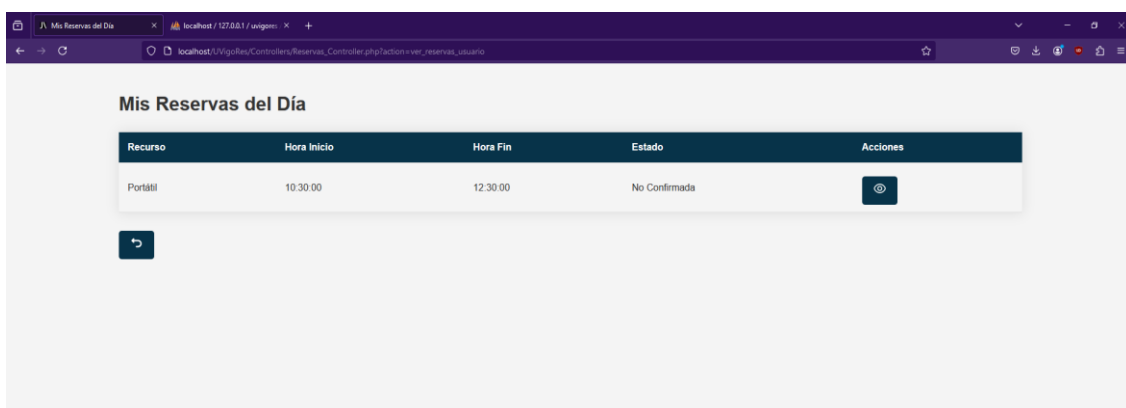 Mis Reservas del Día
localhost / 127.0.0.1 / uvigores
localhost/UVigoRes/Controllers/Reservas_Controller.php?action=ver_reservas_usuario
Mis Reservas del Día
Recurso Hora Inicio Hora Fin Estado Acciones
Portátil 10:30:00 12:30:00 No Confirmada